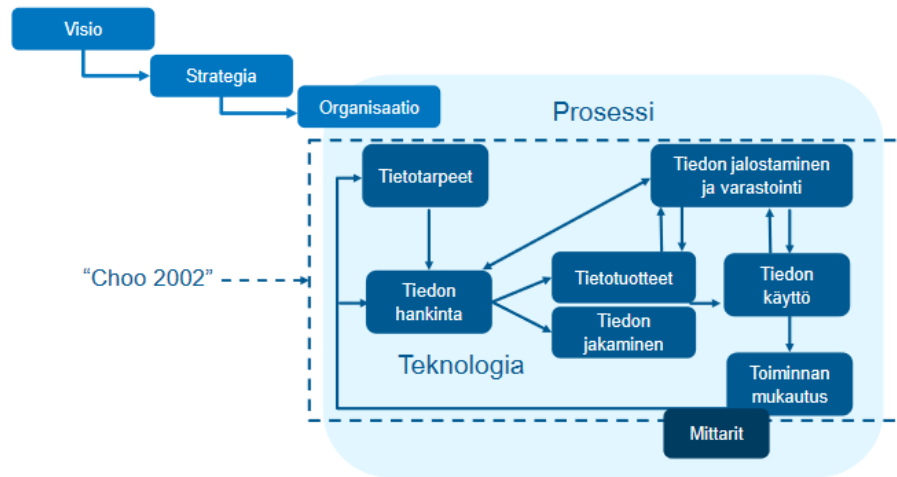 Visio
Strategia
Organisaatio
Prosessi
Tietotarpeet
Tiedon jalostaminen
ja varastointi
“Choo 2002”
Tiedon
hankinta
Tietotuotteet
Tiedon
käyttö
Tiedon
jakaminen
Teknologia
Toiminnan
mukautus
Mittarit